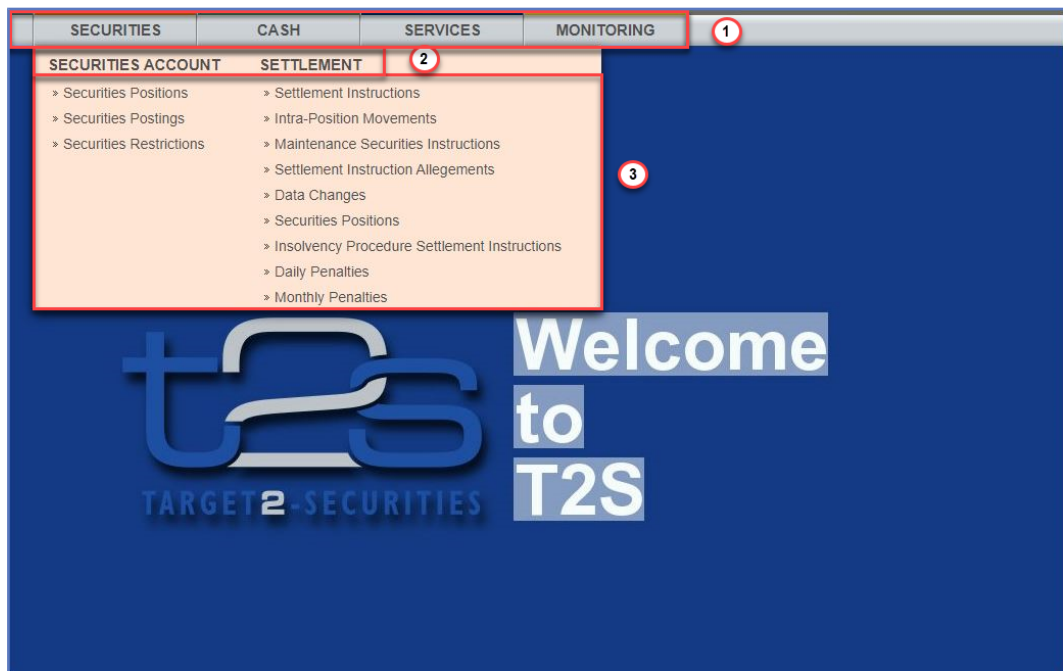 SECURITIES CASH SERVICES MONITORING 1
SECURITIES ACCOUNT SETTLEMENT 2
» Securities Positions » Settlement Instructions
» Securities Postings » Intra-Position Movements
» Securities Restrictions » Maintenance Securities Instructions
» Settlement Instruction Allegements 3
» Data Changes
» Securities Positions
» Insolvency Procedure Settlement Instructions
» Daily Penalties
» Monthly Penalties
t2s
TARGET2-SECURITIES
Welcome
to
T2S